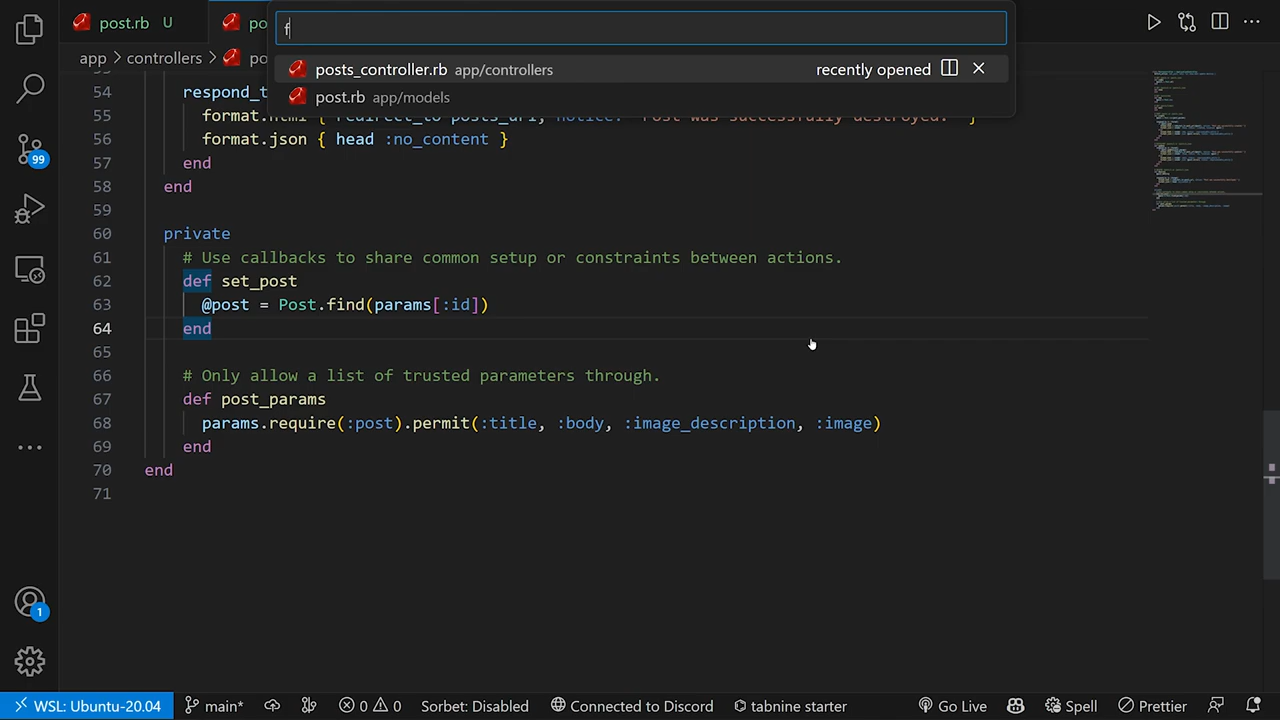 post.rb U
po
f
app > controllers > po
posts_controller.rb app/controllers recently opened
post.rb app/models
54 respond_t
55 format.html { redirect_to posts_url, notice: "Post was successfully destroyed." }
56 format.json { head :no_content }
57 end
58 end
59
60 private
61 # Use callbacks to share common setup or constraints between actions.
62 def set_post
63 @post = Post.find(params[:id])
64 end
65
66 # Only allow a list of trusted parameters through.
67 def post_params
68 params.require(:post).permit(:title, :body, :image_description, :image)
69 end
70 end
71
99
1
WSL: Ubuntu-20.04 main* 0 0 Sorbet: Disabled Connected to Discord tabnine starter Go Live Spell Prettier